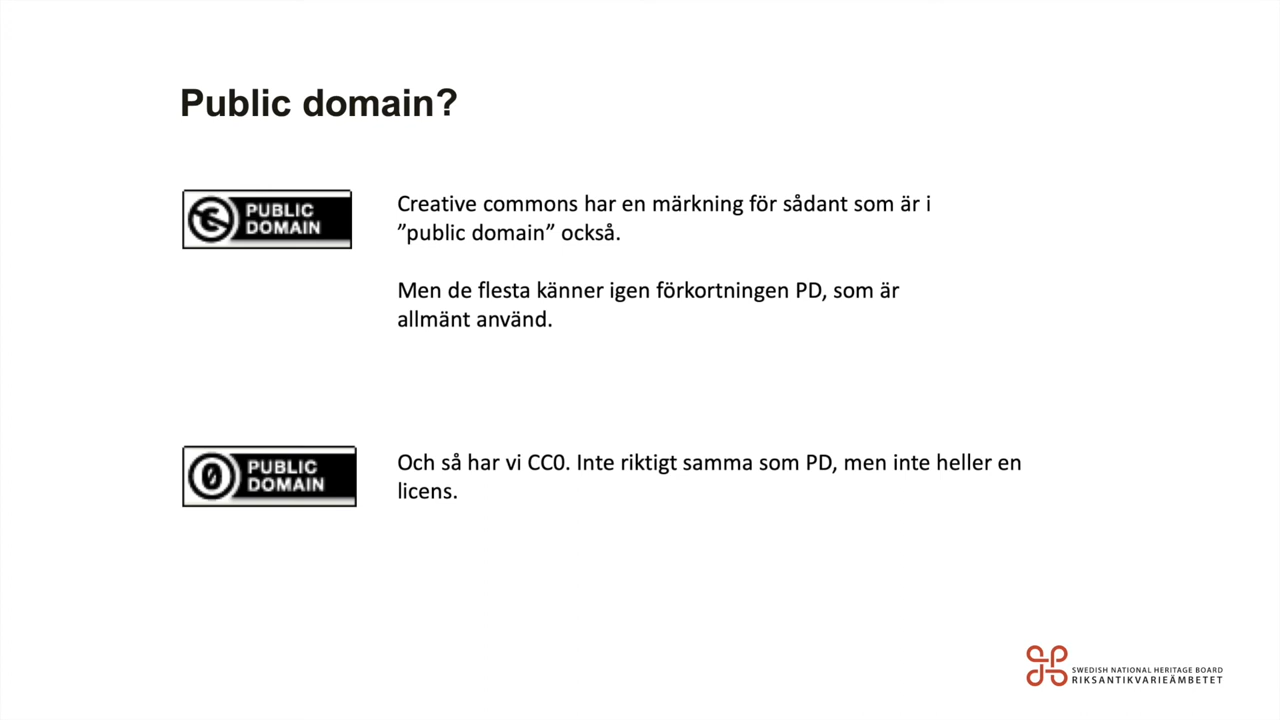 Public domain?
PUBLIC
DOMAIN
Creative commons har en märkning för sådant som är i
”public domain” också.
Men de flesta känner igen förkortningen PD, som är
allmänt använd.
0
PUBLIC
DOMAIN
Och så har vi CC0. Inte riktigt samma som PD, men inte heller en
licens.
SWEDISH NATIONAL HERITAGE BOARD
RIKSANTIKVARIEÄMBETET